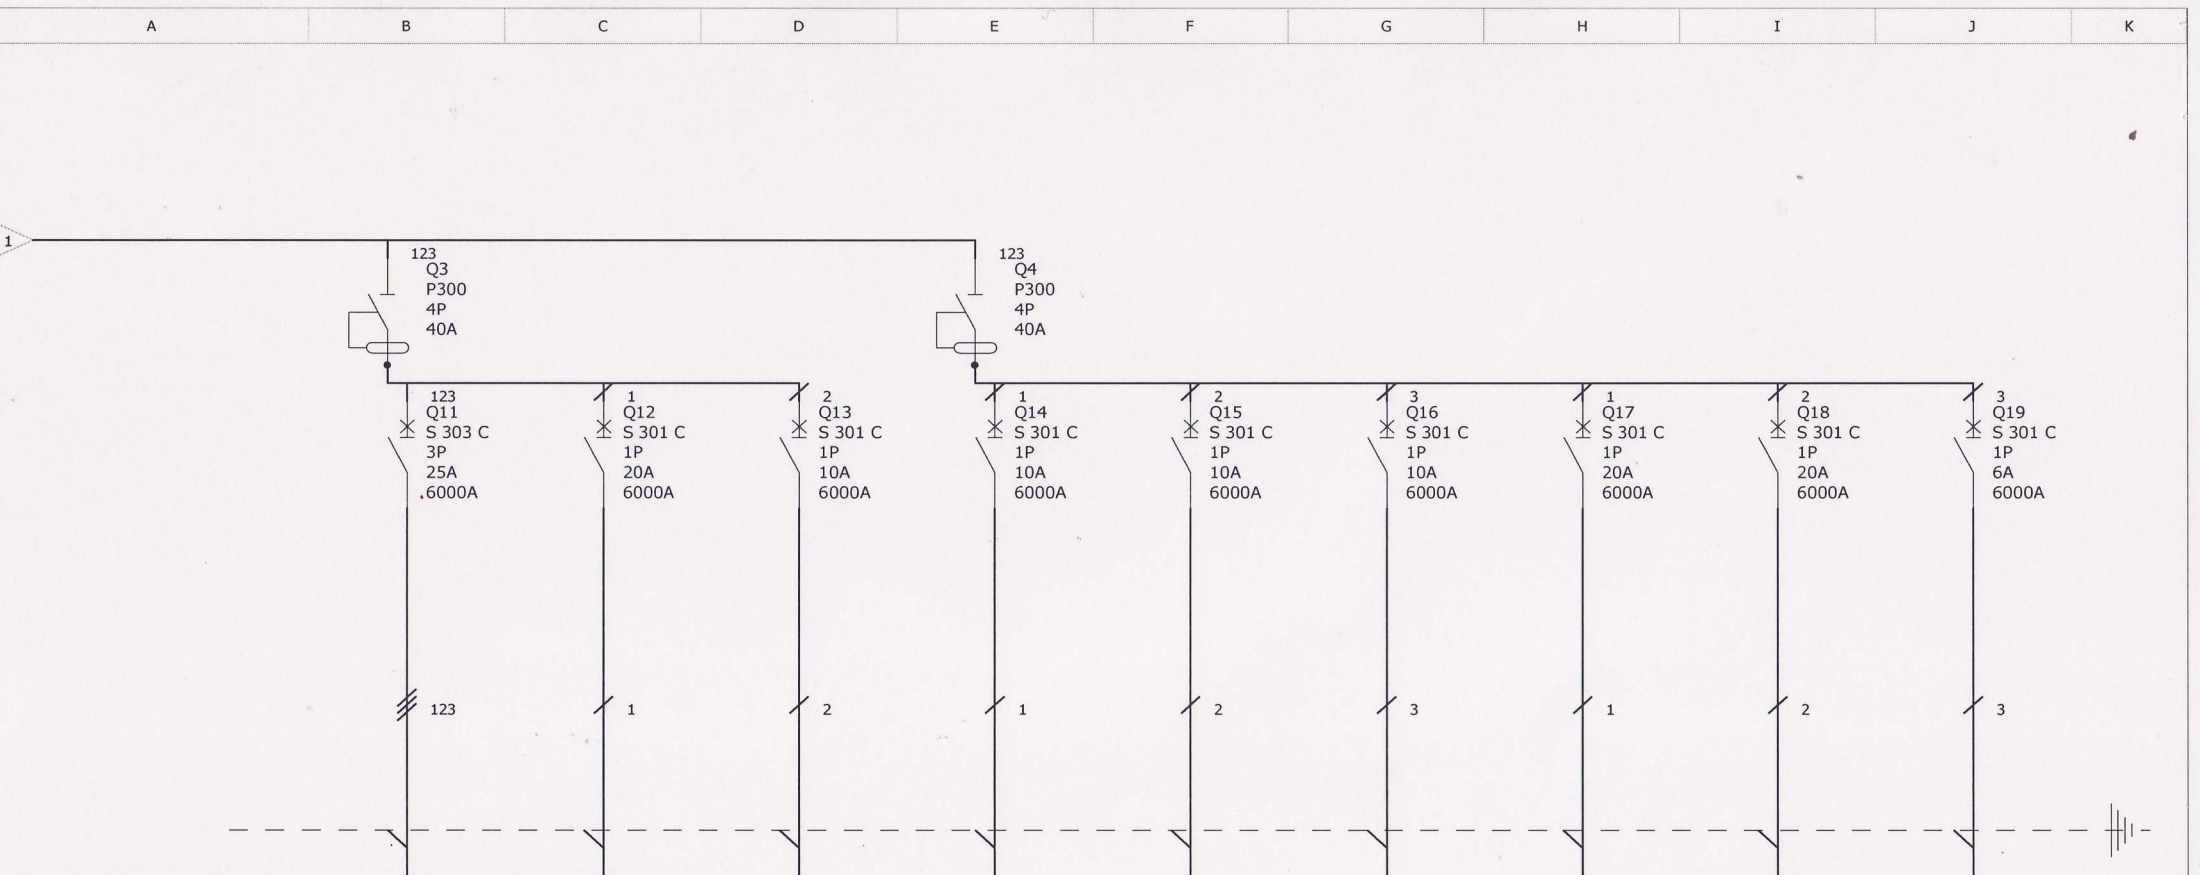 A B C D E F G H I J K
1
123
Q3
P300
4P
40A
123
Q4
P300
4P
40A
123
Q11
S 303 C
3P
25A
6000A
1
Q12
S 301 C
1P
20A
6000A
2
Q13
S 301 C
1P
10A
6000A
1
Q14
S 301 C
1P
10A
6000A
2
Q15
S 301 C
1P
10A
6000A
3
Q16
S 301 C
1P
10A
6000A
1
Q17
S 301 C
1P
20A
6000A
2
Q18
S 301 C
1P
20A
6000A
3
Q19
S 301 C
1P
6A
6000A
123 1 2 1 2 3 1 2 3